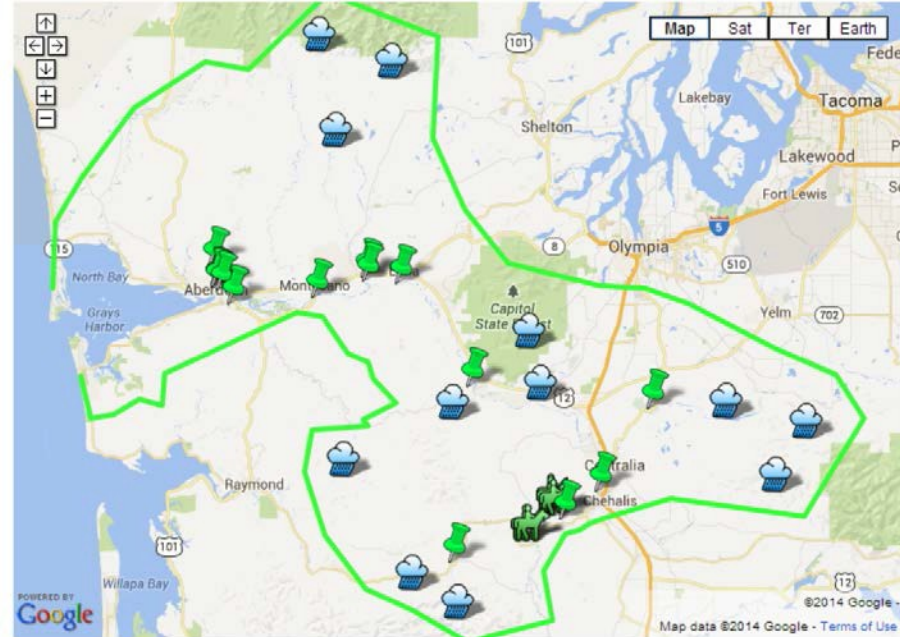 Map Sat Ter Earth
101
Fede
Lakebay
Tacoma
Shelton
Lakewood
Fort Lewis
5
8
Olympia
510
North Bay
Grays
Harbor
Capitol
Yelm
702
12
Raymond
Chehalis
101
Willapa Bay
12
POWERED BY
Google
©2014 Google -
Map data ©2014 Google - Terms of Use